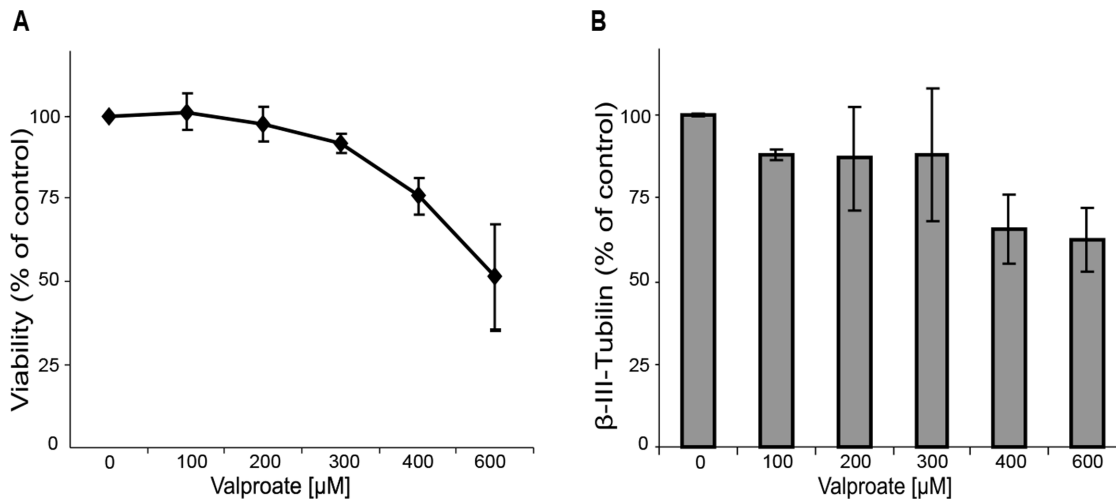 A
Viability (% of control)
100
75
50
25
0
0 100 200 300 400 600
Valproate [µM]
B
β-III-Tubilin (% of control)
100
75
50
25
0
0 100 200 300 400 600
Valproate [µM]